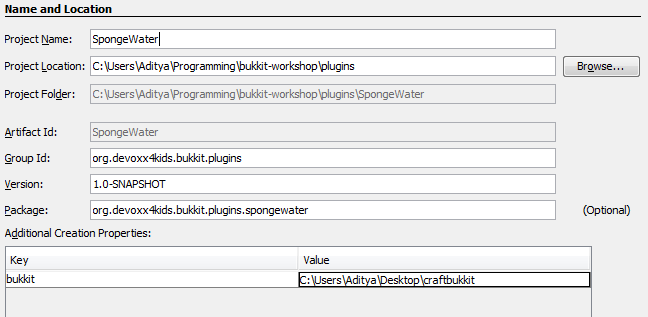 Name and Location
Project Name: SpongeWater
Project Location: C:\Users\Aditya\Programming\bukkit-workshop\plugins Browse...
Project Folder: C:\Users\Aditya\Programming\bukkit-workshop\plugins\SpongeWater
Artifact Id: SpongeWater
Group Id: org.devoxx4kids.bukkit.plugins
Version: 1.0-SNAPSHOT
Package: org.devoxx4kids.bukkit.plugins.spongewater (Optional)
Additional Creation Properties:
Key Value
bukkit C:\Users\Aditya\Desktop\craftbukkit